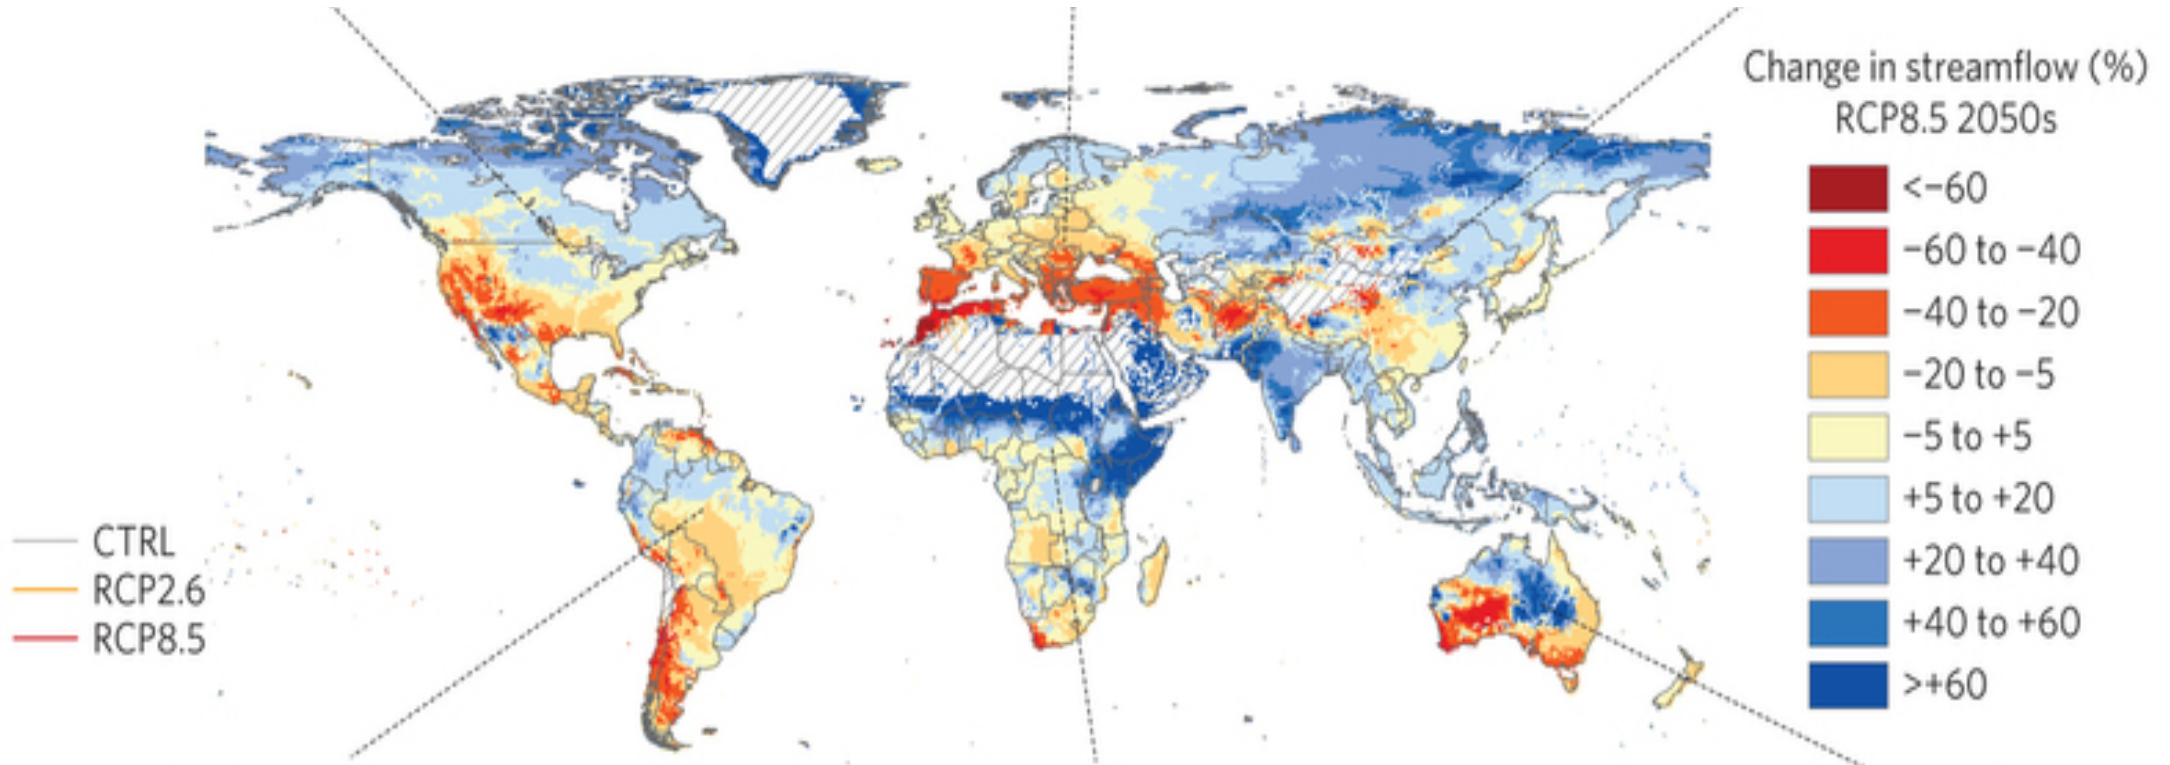 Change in streamflow (%)
RCP8.5 2050s
<−60
−60 to −40
−40 to −20
−20 to −5
−5 to +5
+5 to +20
+20 to +40
+40 to +60
>+60
CTRL
RCP2.6
RCP8.5